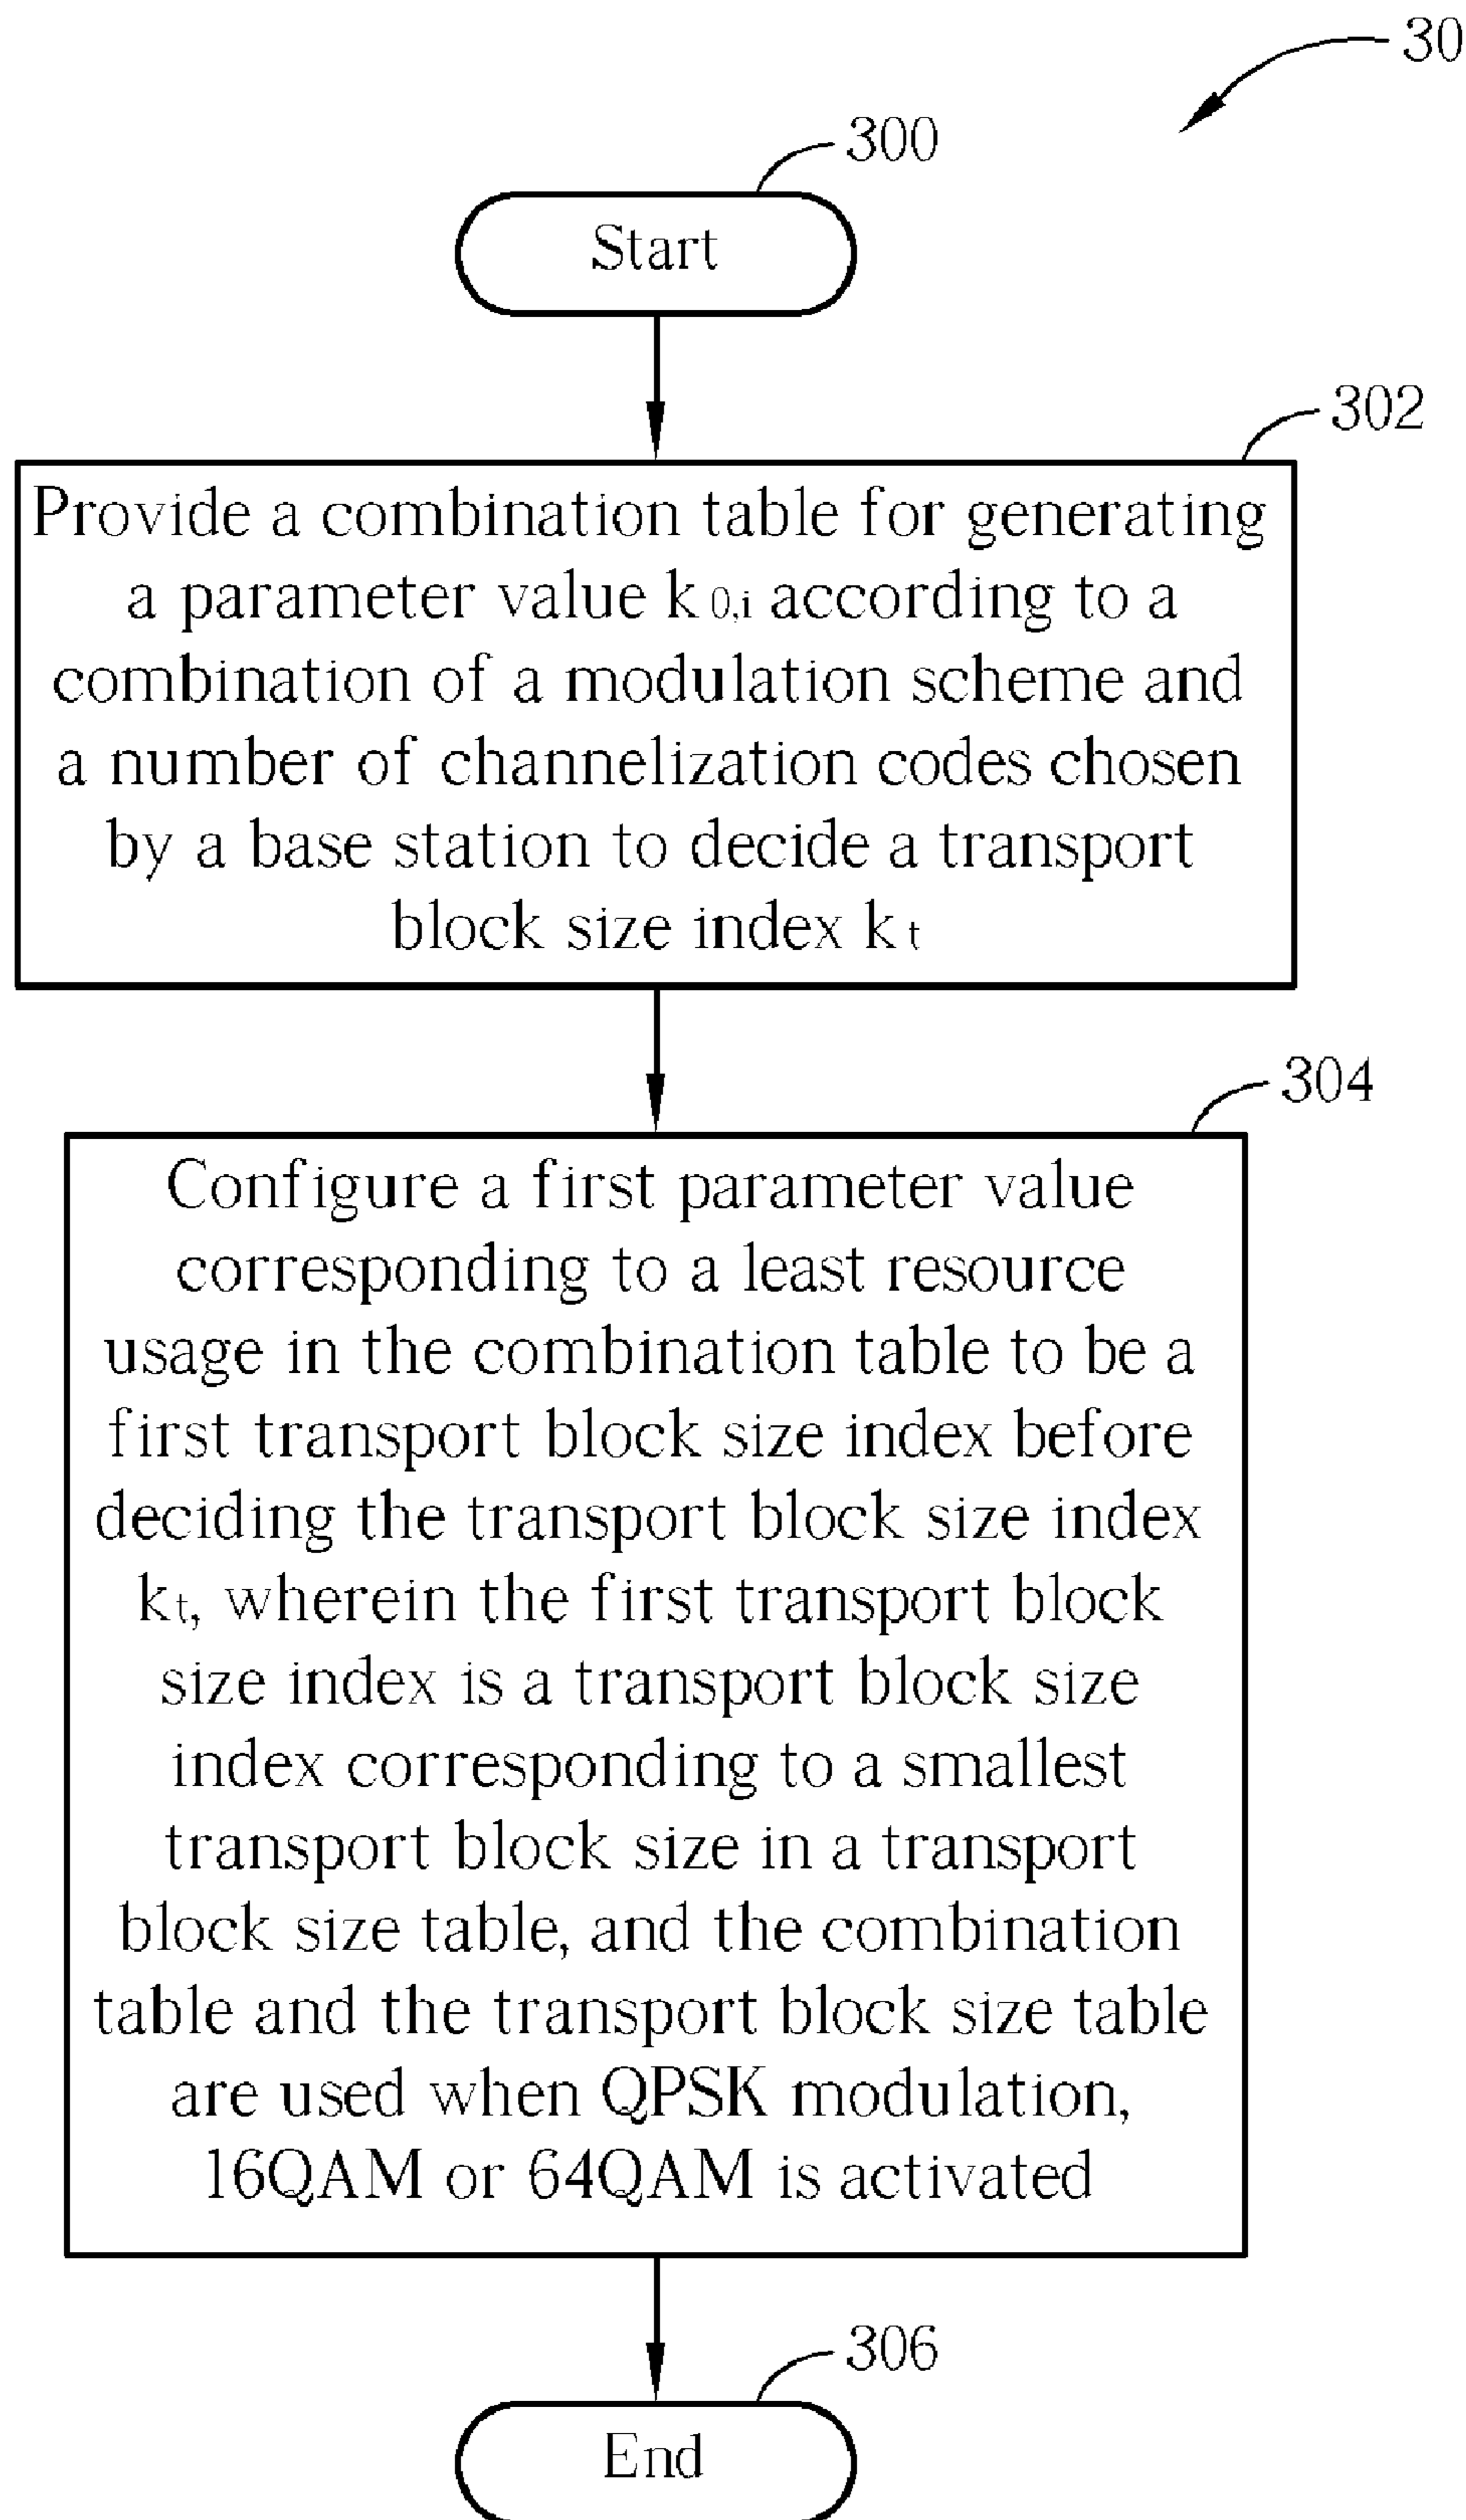 30
300
Start
302
Provide a combination table for generating
a parameter value k 0,i according to a
combination of a modulation scheme and
a number of channelization codes chosen
by a base station to decide a transport
block size index k t
304
Configure a first parameter value
corresponding to a least resource
usage in the combination table to be a
first transport block size index before
deciding the transport block size index
k t, wherein the first transport block
size index is a transport block size
index corresponding to a smallest
transport block size in a transport
block size table, and the combination
table and the transport block size table
are used when QPSK modulation,
16QAM or 64QAM is activated
306
End